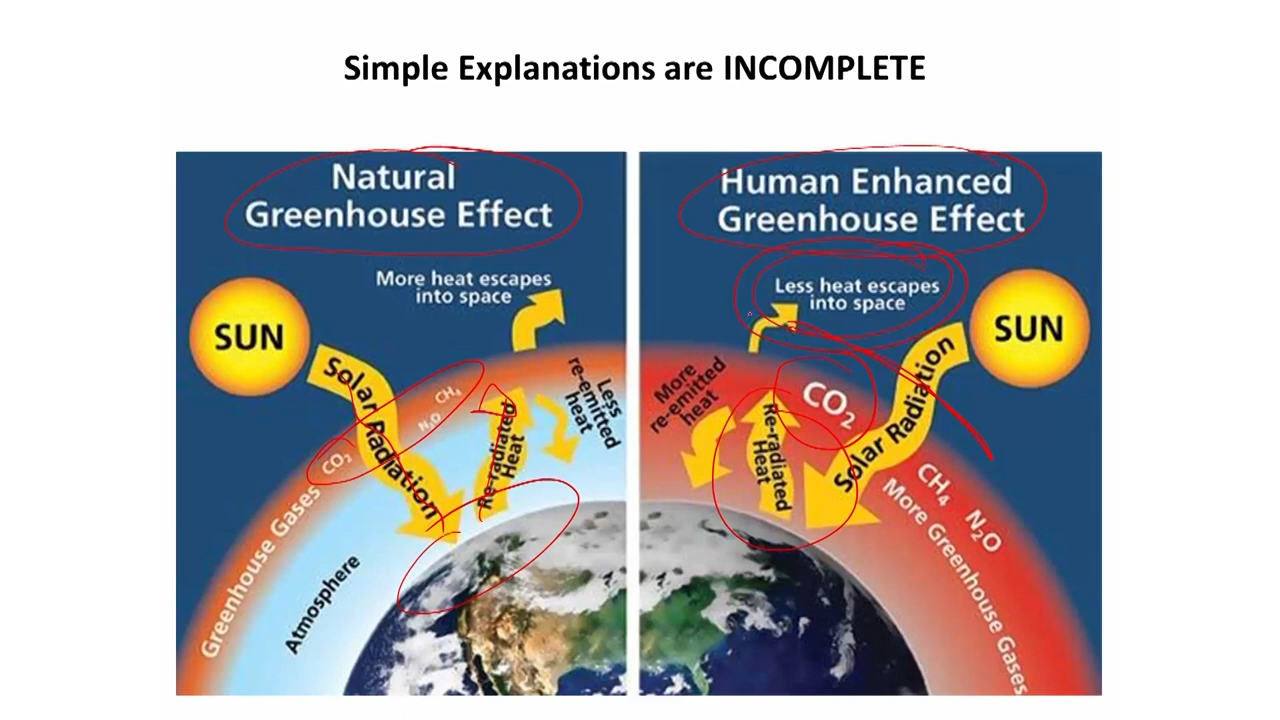 Simple Explanations are INCOMPLETE
Natural
Greenhouse Effect
More heat escapes
into space
SUN
Solar Radiation
CO2
N2O
CH4
Re-radiated
Heat
Less
re-emitted
heat
Greenhouse Gases
Atmosphere
Human Enhanced
Greenhouse Effect
Less heat escapes
into space
SUN
More
re-emitted
heat
Re-radiated
Heat
CO2
Solar Radiation
CH4
N2O
More Greenhouse Gases